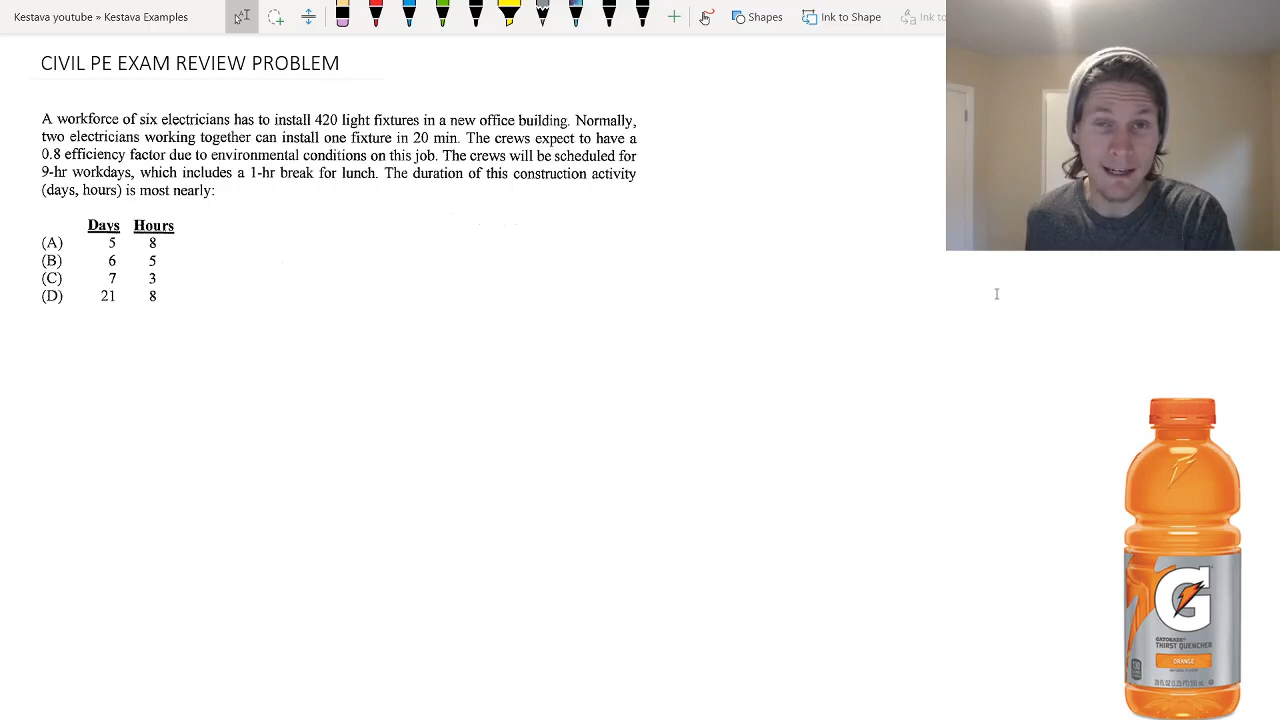 Kestava youtube » Kestava Examples
Shapes
Ink to Shape
Ink to
CIVIL PE EXAM REVIEW PROBLEM
A workforce of six electricians has to install 420 light fixtures in a new office building. Normally,
two electricians working together can install one fixture in 20 min. The crews expect to have a
0.8 efficiency factor due to environmental conditions on this job. The crews will be scheduled for
9-hr workdays, which includes a 1-hr break for lunch. The duration of this construction activity
(days, hours) is most nearly:
Days Hours
(A) 5 8
(B) 6 5
(C) 7 3
(D) 21 8
G
GATORADE
THIRST QUENCHER
ORANGE